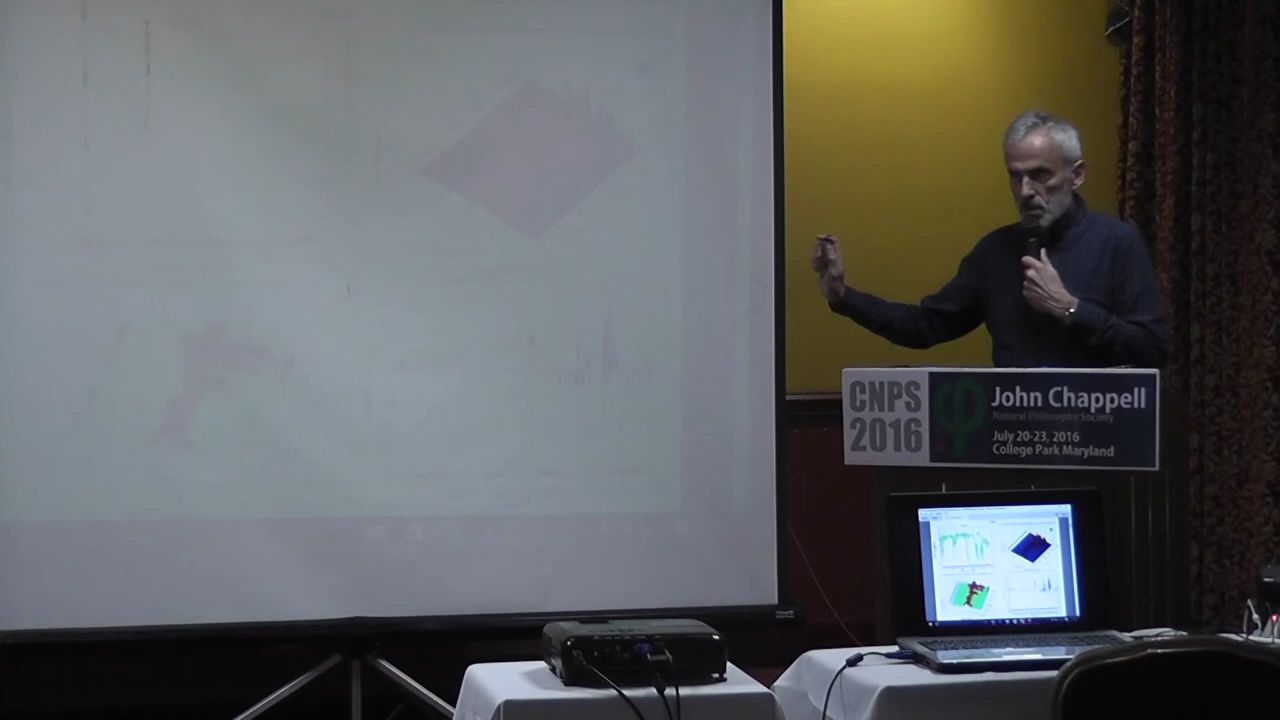 CNPS
2016
John Chappell
Natural Philosophy Society
July 20-23, 2016
College Park Maryland